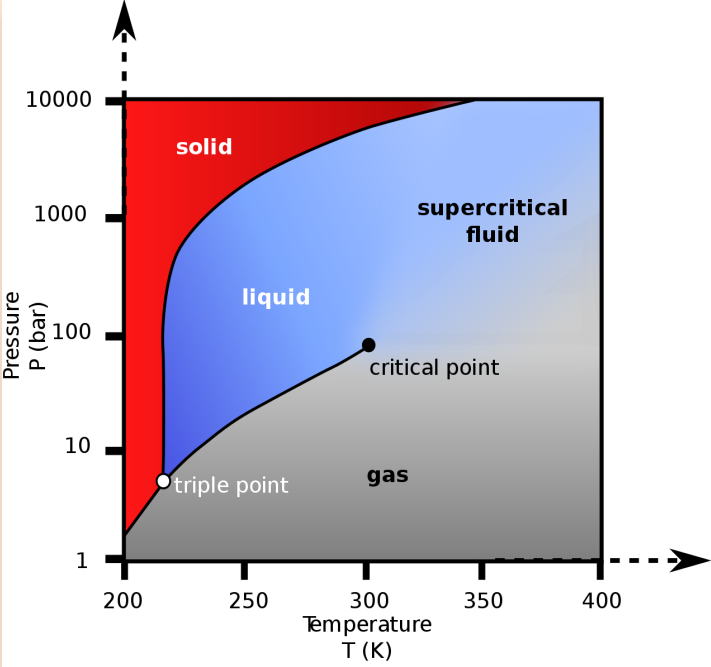 10000
1000
100
10
1
Pressure
P (bar)
solid
supercritical
fluid
liquid
critical point
gas
triple point
200
250
300
350
400
Temperature
T (K)